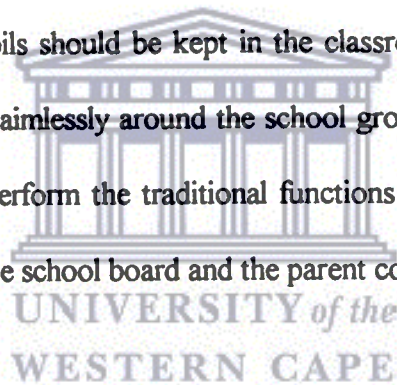 ils should be kept in the classr
aimlessly around the school gro
erform the traditional functions
e school board and the parent co
UNIVERSITY of the
WESTERN CAPE